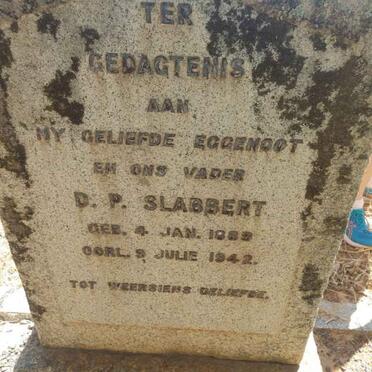 TER
GEDAGTENIS
AAN
MY GELIEFDE EGGENOOT
EN ONS VADER
D. P. SLABBERT
GEB. 4 JAN. 1889
OORL. 9 JULIE 1942.
TOT WEERSIENS GELIEFDE.